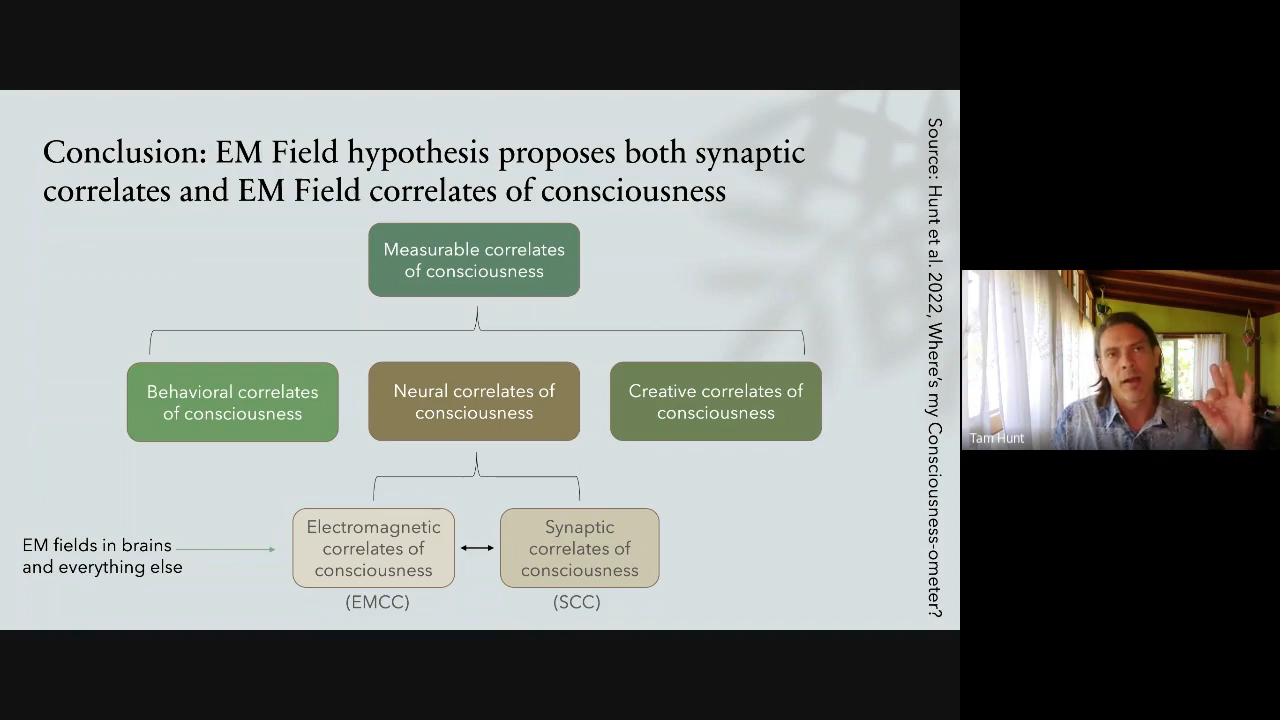 Conclusion: EM Field hypothesis proposes both synaptic
correlates and EM Field correlates of consciousness
Measurable correlates
of consciousness
Behavioral correlates
of consciousness
Neural correlates of
consciousness
Creative correlates of
consciousness
EM fields in brains
and everything else
Electromagnetic
correlates of
consciousness
(EMCC)
Synaptic
correlates of
consciousness
(SCC)
Source: Hunt et al. 2022, Where's my Consciousness-ometer?
Tam Hunt